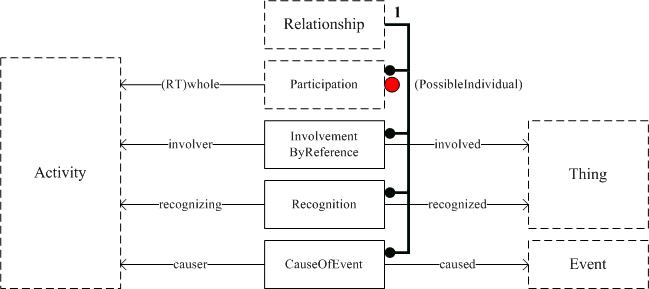 Relationship 1
(RT)whole Participation (PossibleIndividual)
involver Involvement
ByReference involved
Activity
Thing
recognizing Recognition recognized
causer CauseOfEvent caused Event